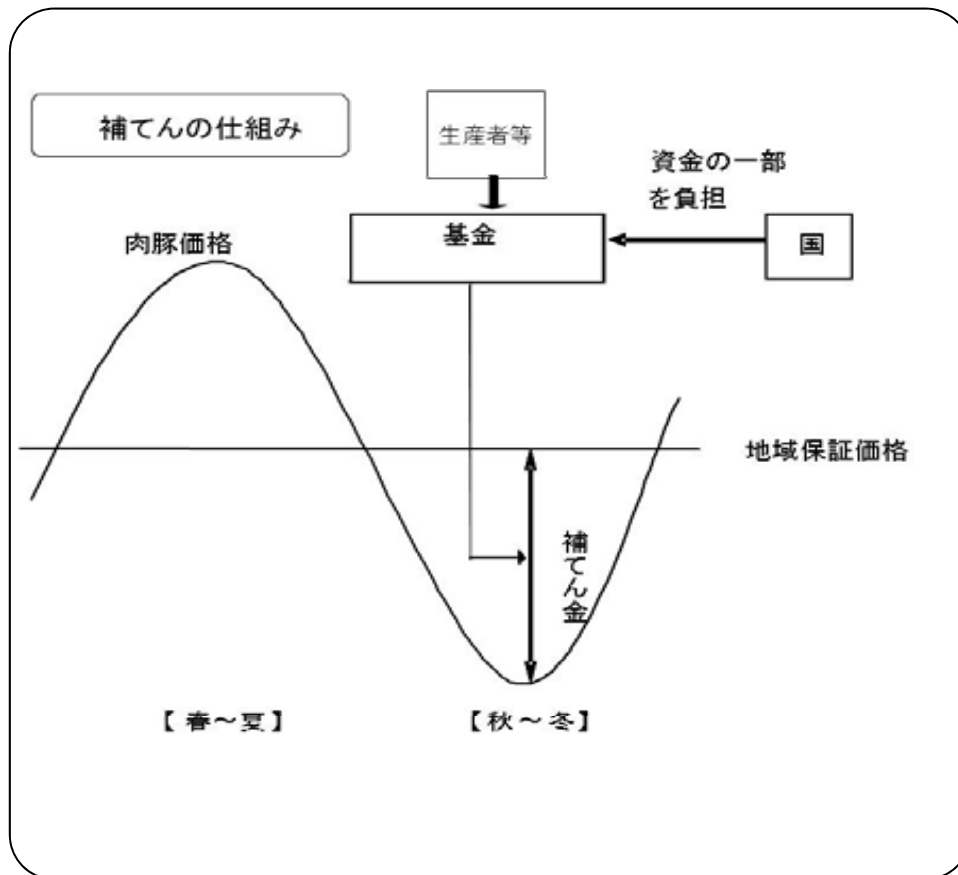 補てんの仕組み
生産者等
資金の一部
を負担
基金
国
肉豚価格
地域保証価格
補てん金
【春～夏】
【秋～冬】